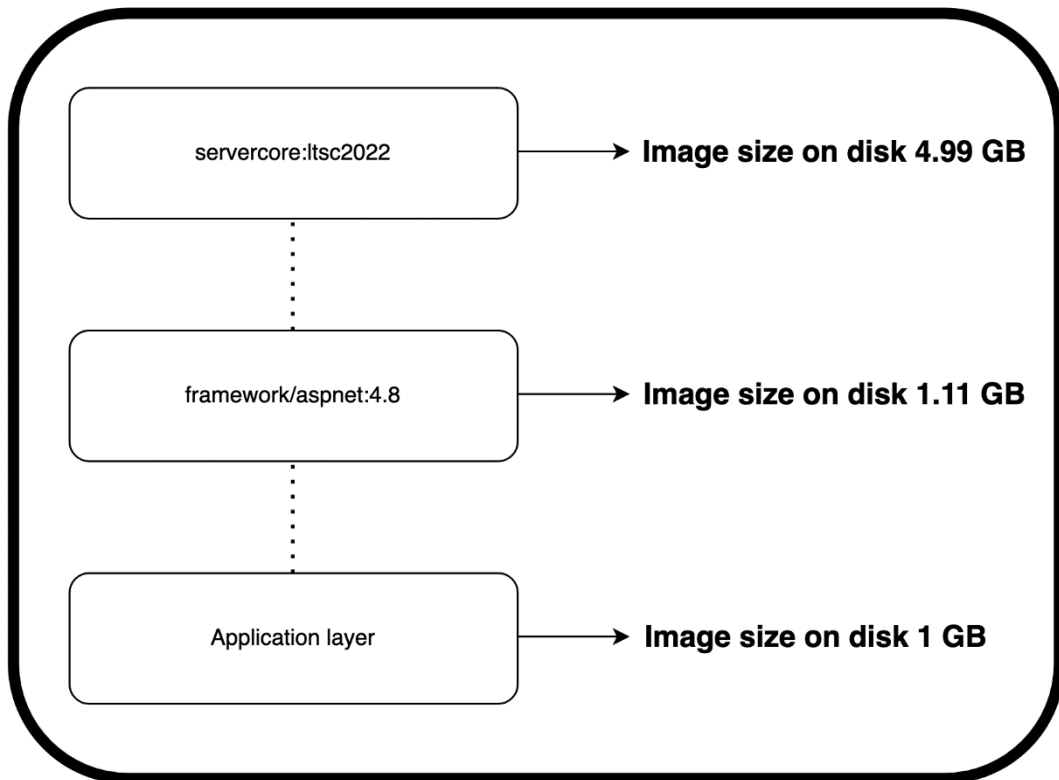 servercore:ltsc2022
Image size on disk 4.99 GB
framework/aspnet:4.8
Image size on disk 1.11 GB
Application layer
Image size on disk 1 GB